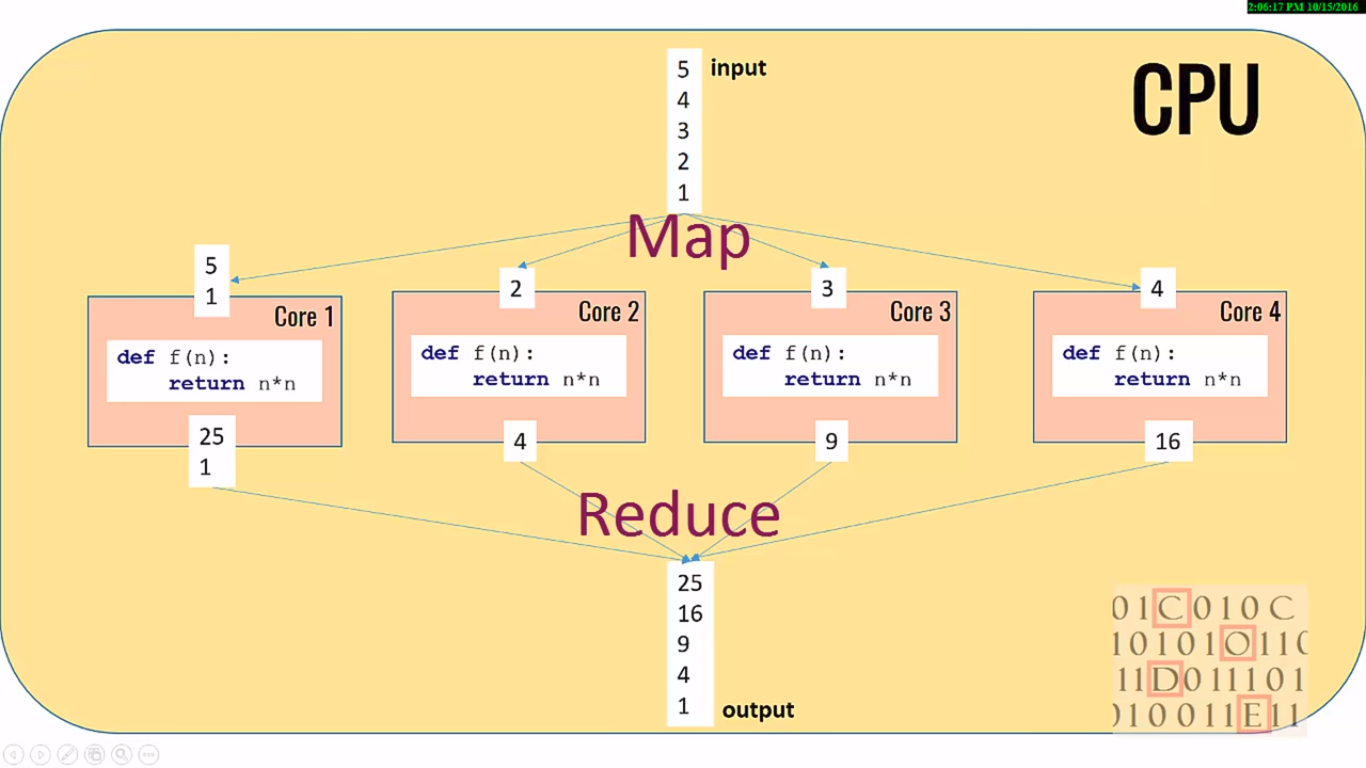 2:06:17 PM 10/15/2016
CPU
5 input
4
3
2
1
Map
5
1
2
3
4
Core 1
def f(n):
return n*n
Core 2
def f(n):
return n*n
Core 3
def f(n):
return n*n
Core 4
def f(n):
return n*n
25
1
4
9
16
Reduce
25
16
9
4
1 output
01C010C
10101O110
11D011101
010011E11